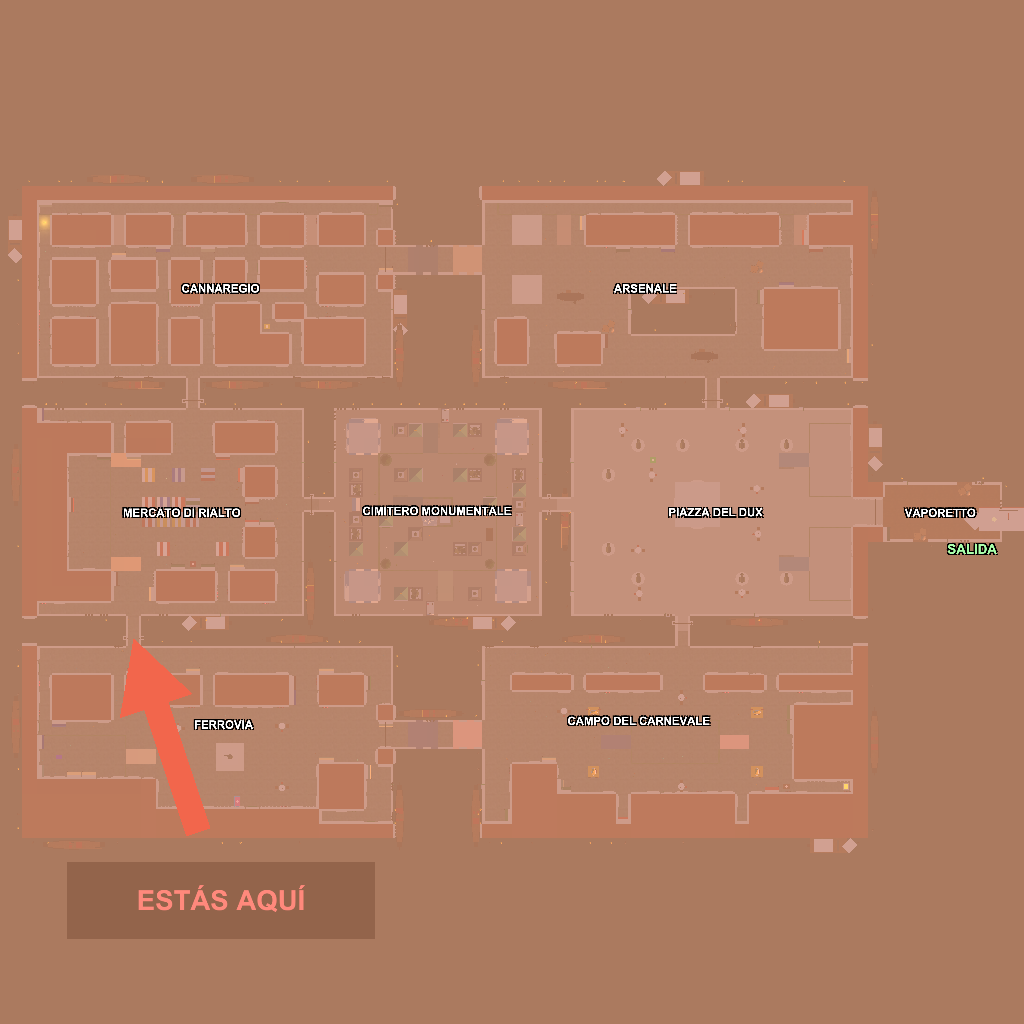 CANNAREGIO
ARSENALE
MERCATO DI RIALTO
CIMITERO MONUMENTALE
PIAZZA DEL DUX
VAPORETTO
SALIDA
FERROVIA
CAMPO DEL CARNEVALE
ESTÁS AQUÍ